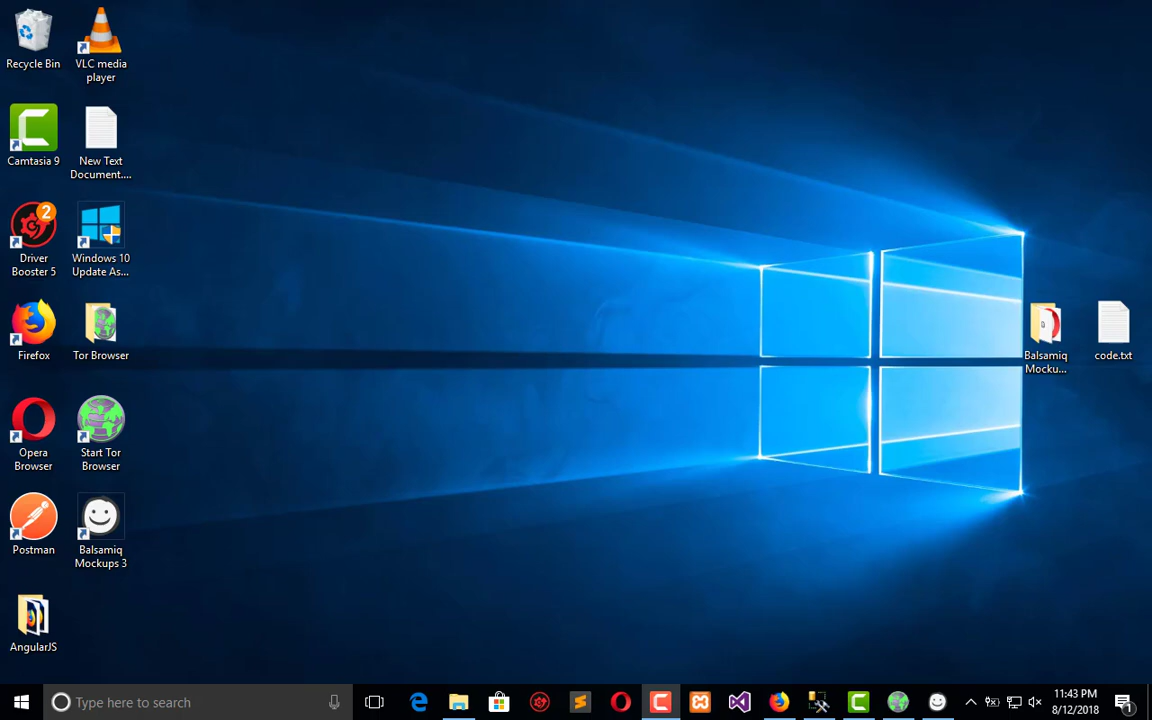 Recycle Bin
VLC media
player
Camtasia 9
New Text
Document....
2
Driver
Booster 5
Windows 10
Update As...
Firefox
Tor Browser
Opera
Browser
Start Tor
Browser
Postman
Balsamiq
Mockups 3
AngularJS
Balsamiq
Mocku...
code.txt
Type here to search
11:43 PM
8/12/2018
1